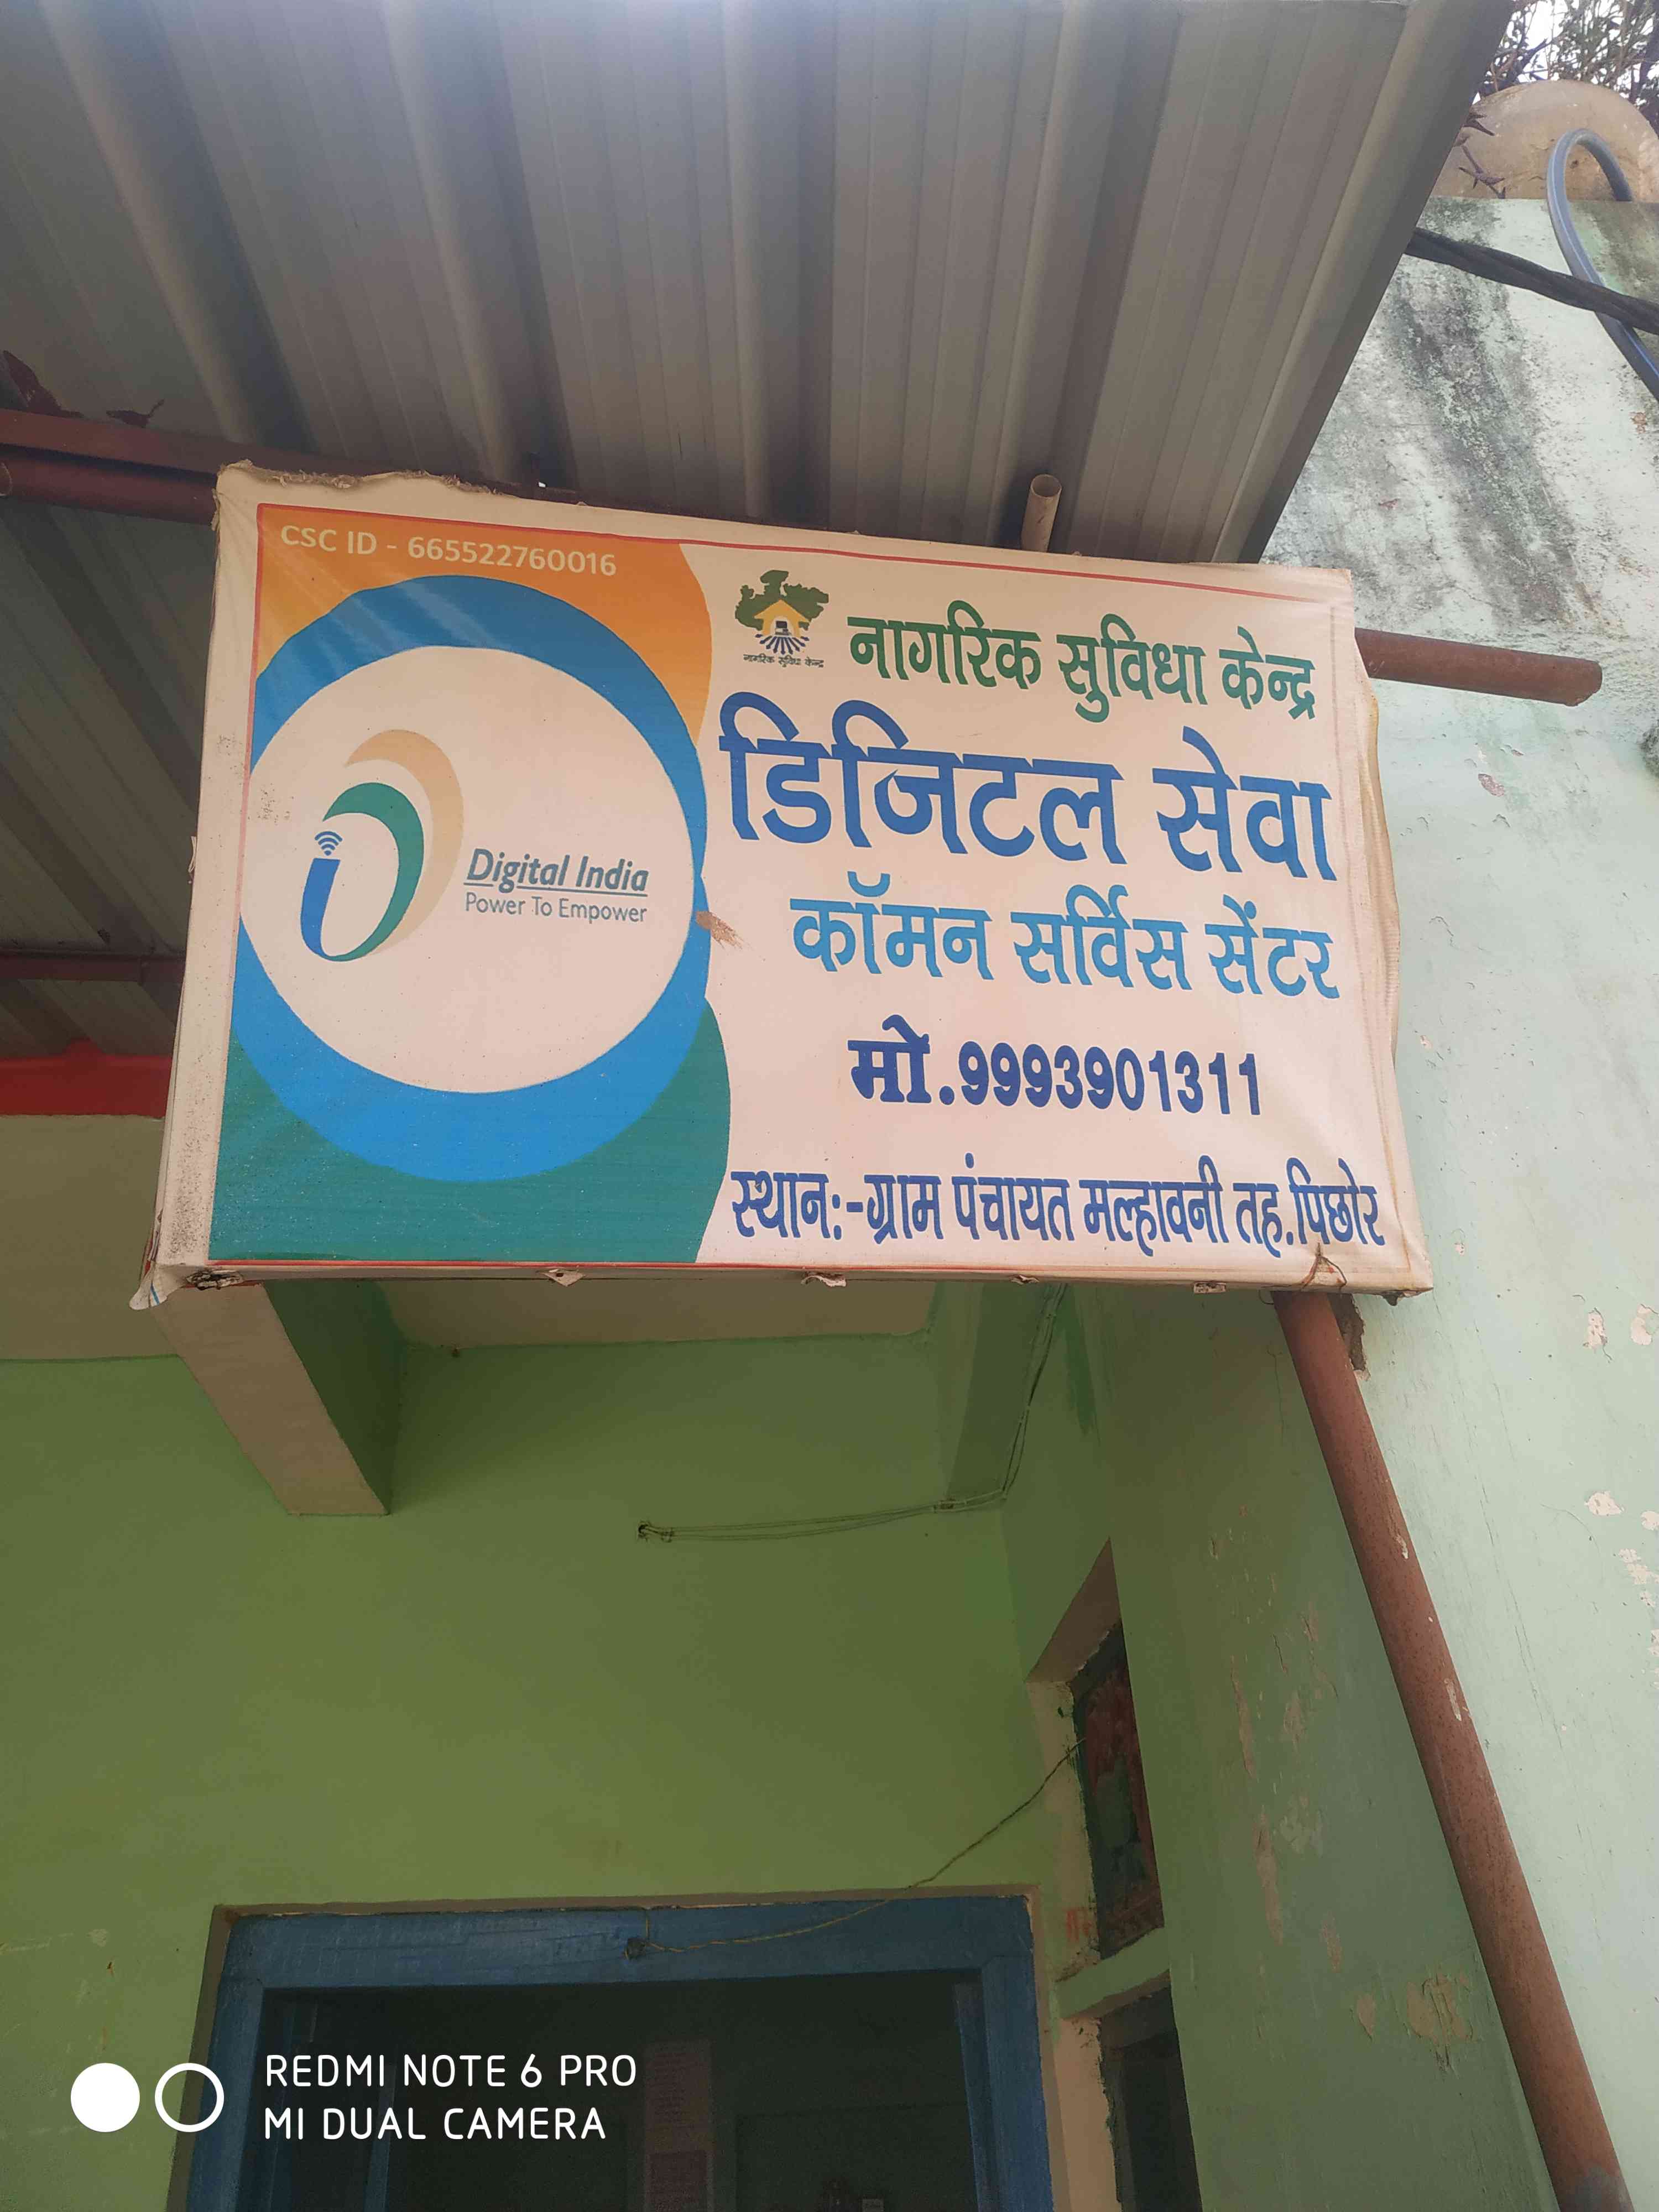 CSC ID - 665522760016
नागरिक सुविधा केन्द्र
नागरिक सुविधा केन्द्र
डिजिटल सेवा
कॉमन सर्विस सेंटर
Digital India
Power To Empower
मो.9993901311
स्थान:-ग्राम पंचायत मल्हावनी तह.पिछोर
REDMI NOTE 6 PRO
MI DUAL CAMERA